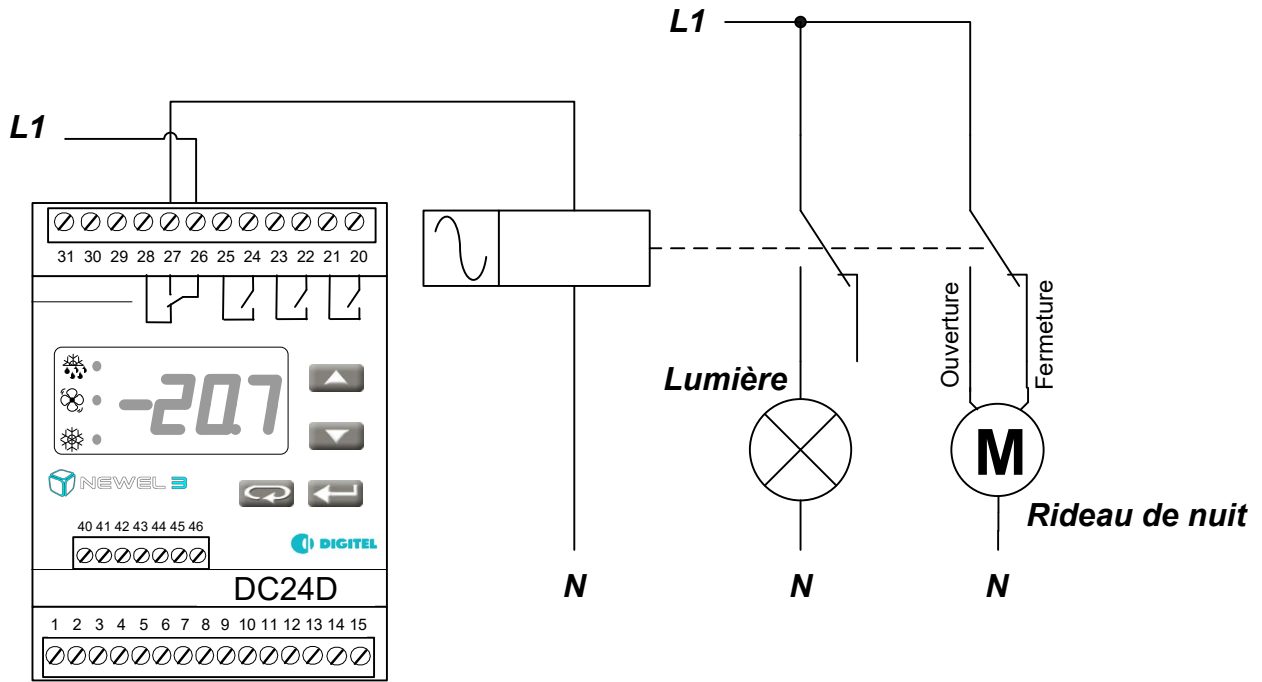 L1
L1
31 30 29 28 27 26 25 24 23 22 21 20
Ouverture
Fermeture
-20.7
Lumière
M
NEWEL 3
Rideau de nuit
40 41 42 43 44 45 46
DIGITEL
DC24D
N
N
N
1 2 3 4 5 6 7 8 9 10 11 12 13 14 15